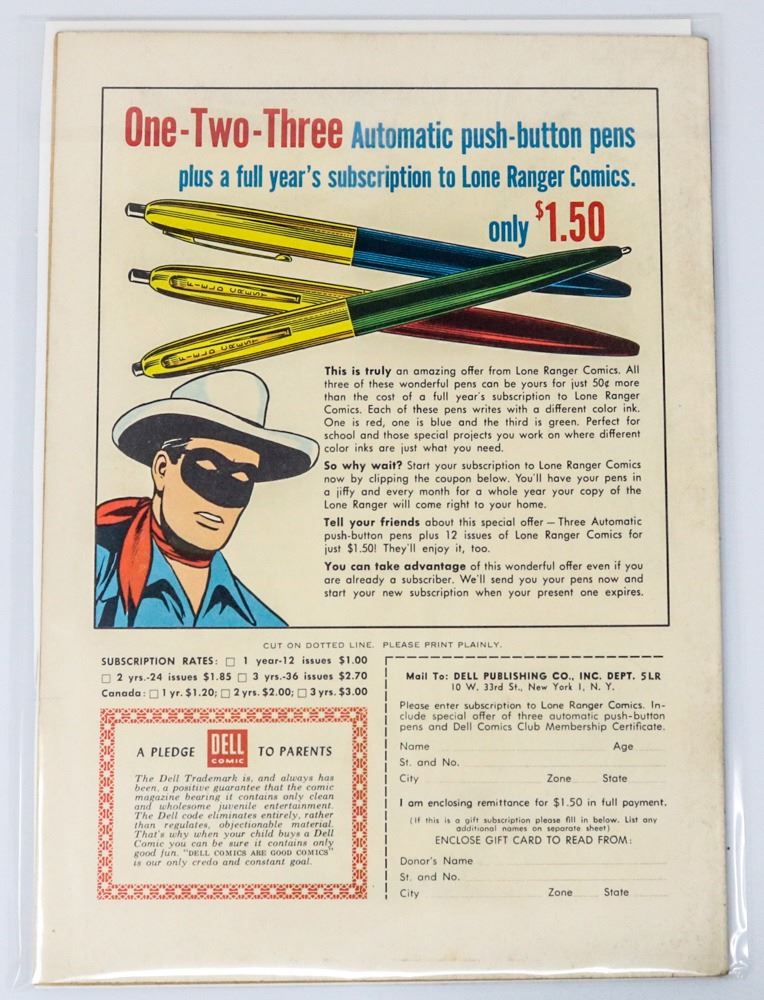 One-Two-Three Automatic push-button pens
plus a full year's subscription to Lone Ranger Comics.
only $1.50
FIELD CREST
FIELD CREST
This is truly an amazing offer from Lone Ranger Comics. All
three of these wonderful pens can be yours for just 50¢ more
than the cost of a full year's subscription to Lone Ranger
Comics. Each of these pens writes with a different color ink.
One is red, one is blue and the third is green. Perfect for
school and those special projects you work on where different
color inks are just what you need.
So why wait? Start your subscription to Lone Ranger Comics
now by clipping the coupon below. You'll have your pens in
a jiffy and every month for a whole year your copy of the
Lone Ranger will come right to your home.
Tell your friends about this special offer — Three Automatic
push-button pens plus 12 issues of Lone Ranger Comics for
just $1.50! They'll enjoy it, too.
You can take advantage of this wonderful offer even if you
are already a subscriber. We'll send you your pens now and
start your new subscription when your present one expires.
CUT ON DOTTED LINE. PLEASE PRINT PLAINLY.
SUBSCRIPTION RATES: □ 1 year-12 issues $1.00
□ 2 yrs.-24 issues $1.85 □ 3 yrs.-36 issues $2.70
Canada: □ 1 yr. $1.20; □ 2 yrs. $2.00; □ 3 yrs. $3.00
A PLEDGE DELL COMIC TO PARENTS
The Dell Trademark is, and always has
been, a positive guarantee that the comic
magazine bearing it contains only clean
and wholesome juvenile entertainment.
The Dell code eliminates entirely, rather
than regulates, objectionable material.
That's why when your child buys a Dell
Comic you can be sure it contains only
good fun. "DELL COMICS ARE GOOD COMICS"
is our only credo and constant goal.
Mail To: DELL PUBLISHING CO., INC. DEPT. 5LR
10 W. 33rd St., New York 1, N. Y.
Please enter subscription to Lone Ranger Comics. In-
clude special offer of three automatic push-button
pens and Dell Comics Club Membership Certificate.
Name Age
St. and No.
City Zone State
I am enclosing remittance for $1.50 in full payment.
(If this is a gift subscription please fill in below. List any
additional names on separate sheet)
ENCLOSE GIFT CARD TO READ FROM:
Donor's Name
St. and No.
City Zone State